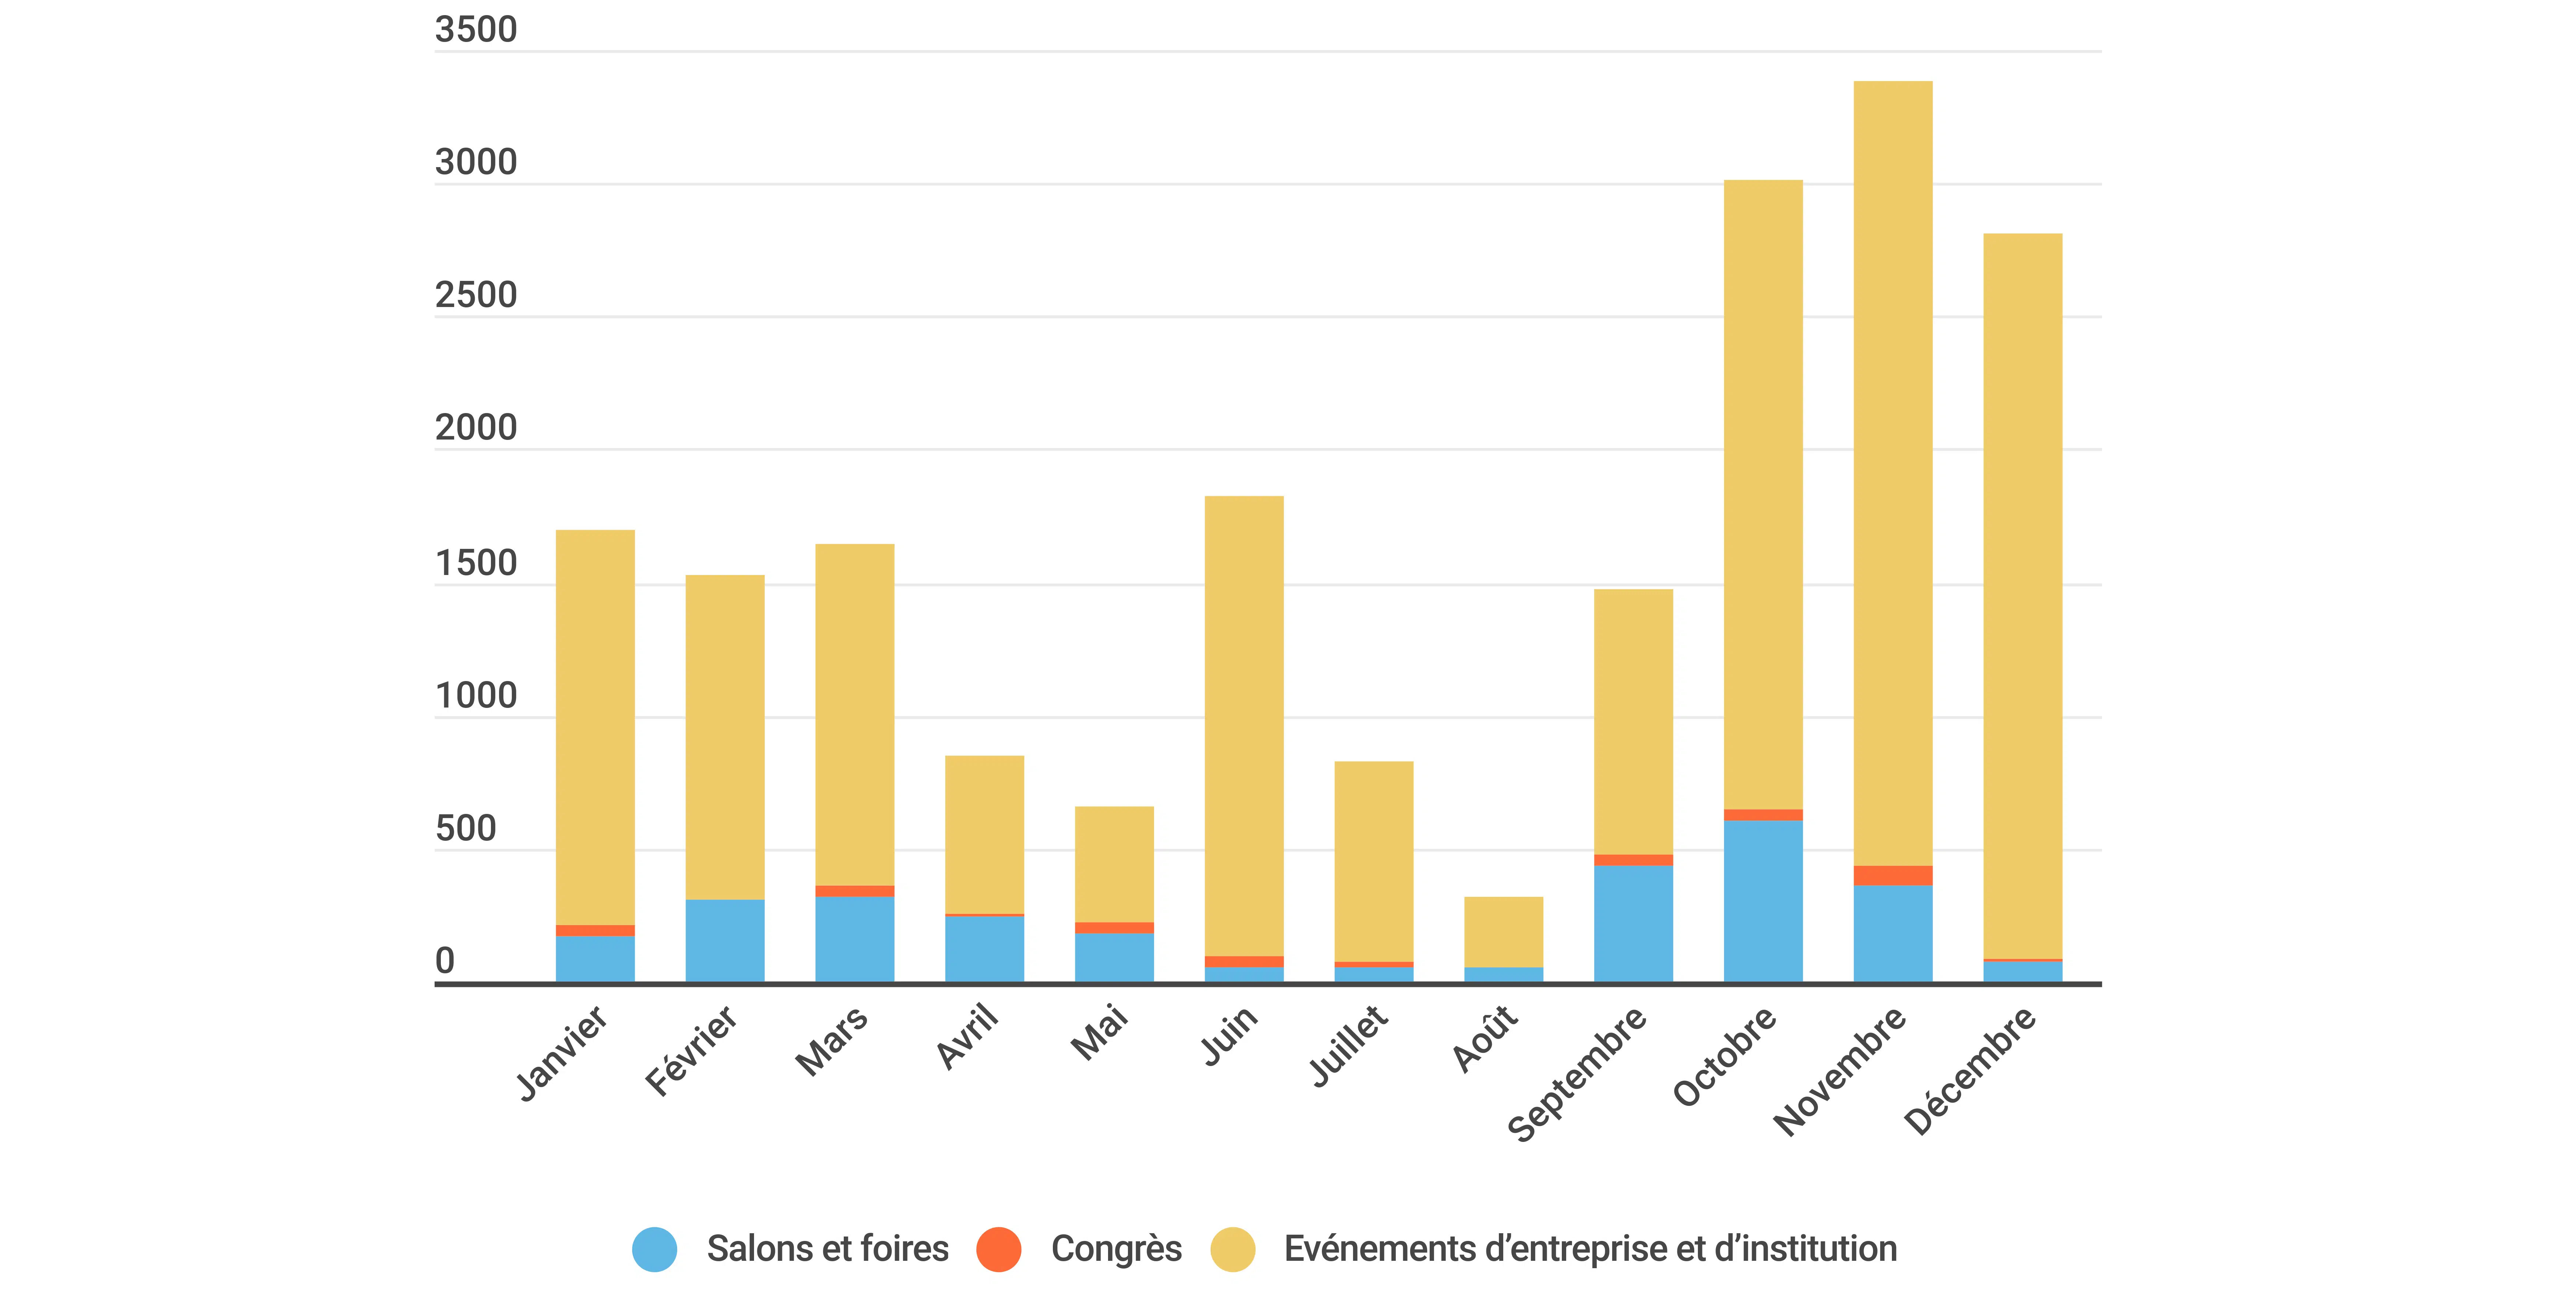 3500
3000
2500
2000
1500
1000
500
0
Janvier
Février
Mars
Avril
Mai
Juin
Juillet
Août
Septembre
Octobre
Novembre
Décembre
Salons et foires
Congrès
Evénements d’entreprise et d’institution